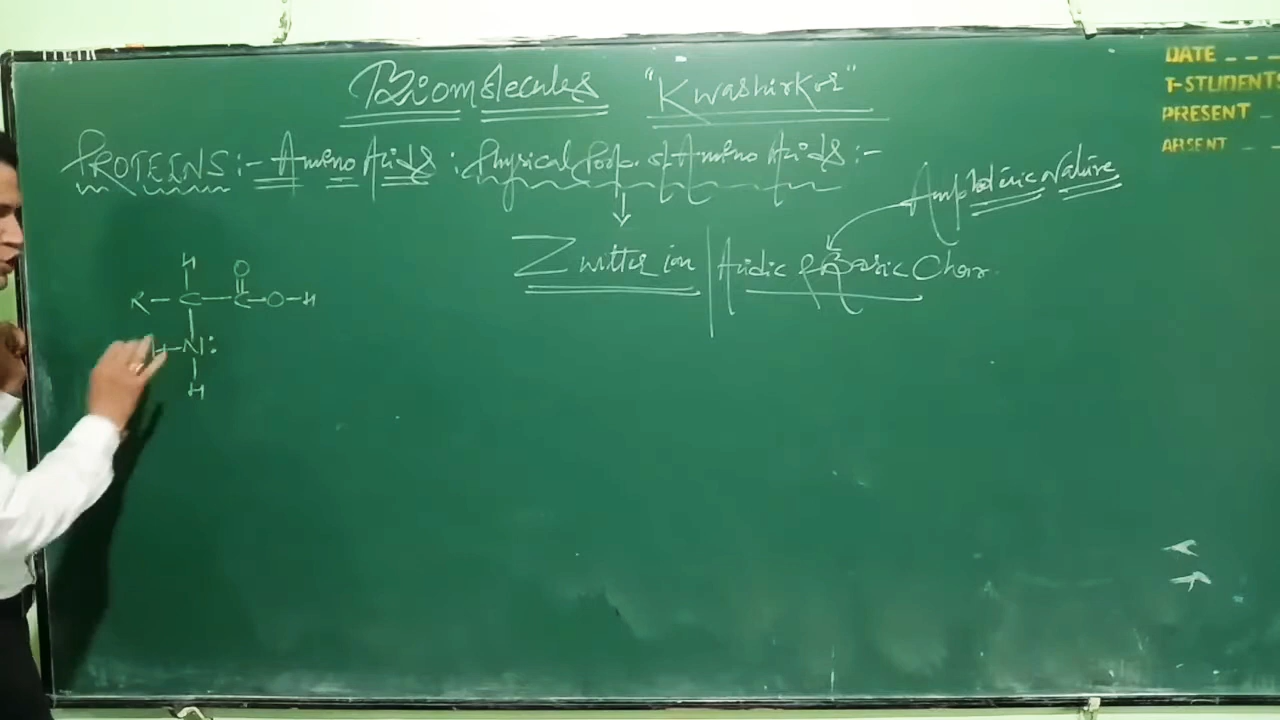 Biomolecules "Kwashirkor"
PROTEINS :- Amino Acids : Physical Prop. of Amino Acids :-
Amphoteric Nature
Zwitter ion | Acidic & Basic Char.
H O
R - C - C - O - H
H - N :
H
DATE _ _ _
T-STUDENTS
PRESENT _
ABSENT _ _